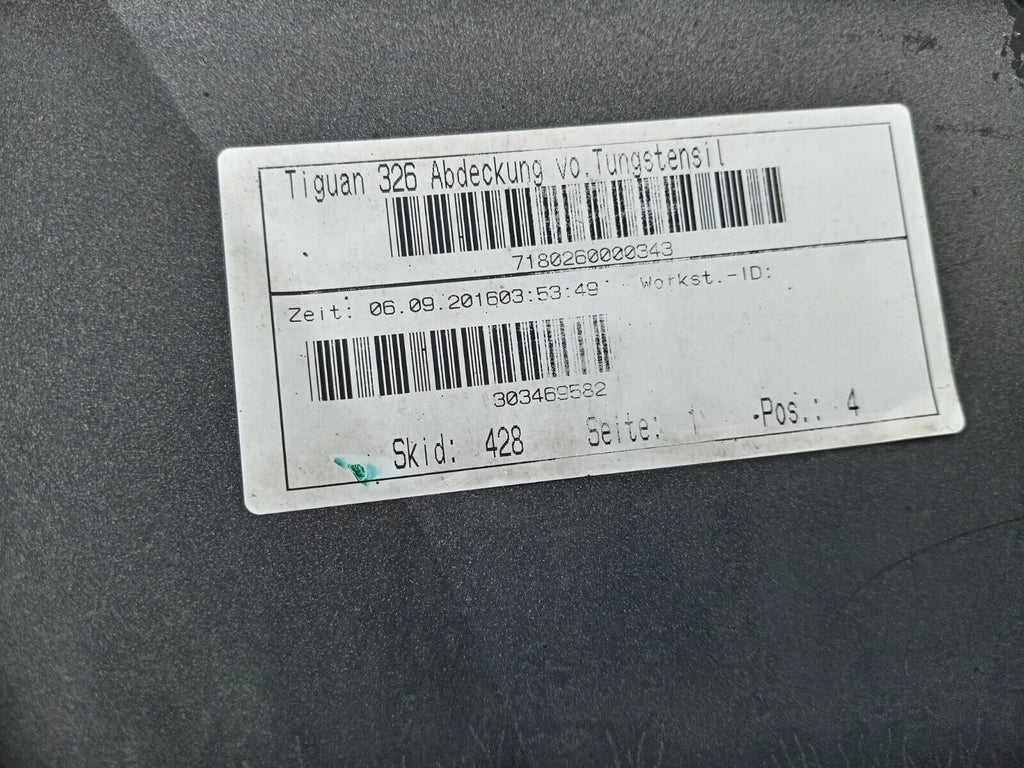 Tiguan 326 Abdeckung vo.Tungstensil
7180260000343
Zeit: 06.09.201603:53:49 Workst.-ID:
303469582
Skid: 428 Seite: 1 Pos.: 4